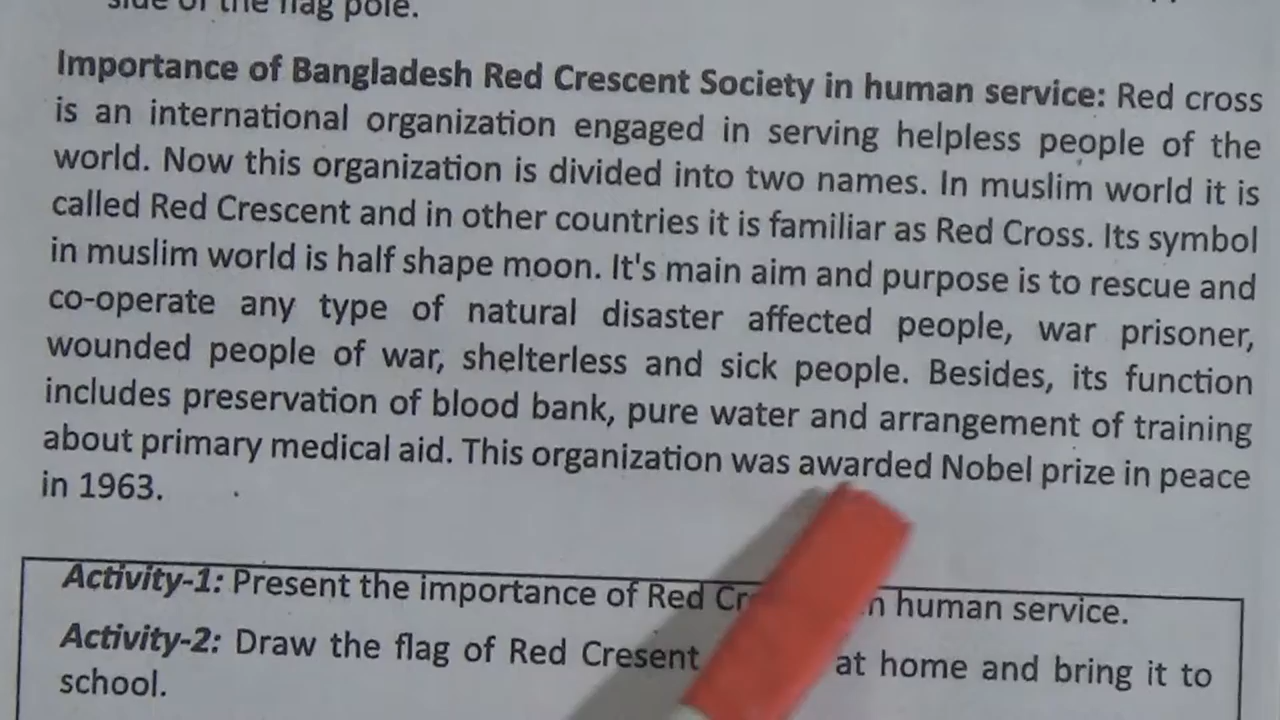 side of the flag pole.
Importance of Bangladesh Red Crescent Society in human service: Red cross
is an international organization engaged in serving helpless people of the
world. Now this organization is divided into two names. In muslim world it is
called Red Crescent and in other countries it is familiar as Red Cross. Its symbol
in muslim world is half shape moon. It's main aim and purpose is to rescue and
co-operate any type of natural disaster affected people, war prisoner,
wounded people of war, shelterless and sick people. Besides, its function
includes preservation of blood bank, pure water and arrangement of training
about primary medical aid. This organization was awarded Nobel prize in peace
in 1963.
Activity-1: Present the importance of Red human service.
Activity-2: Draw the flag of Red Cresent at home and bring it to
school.